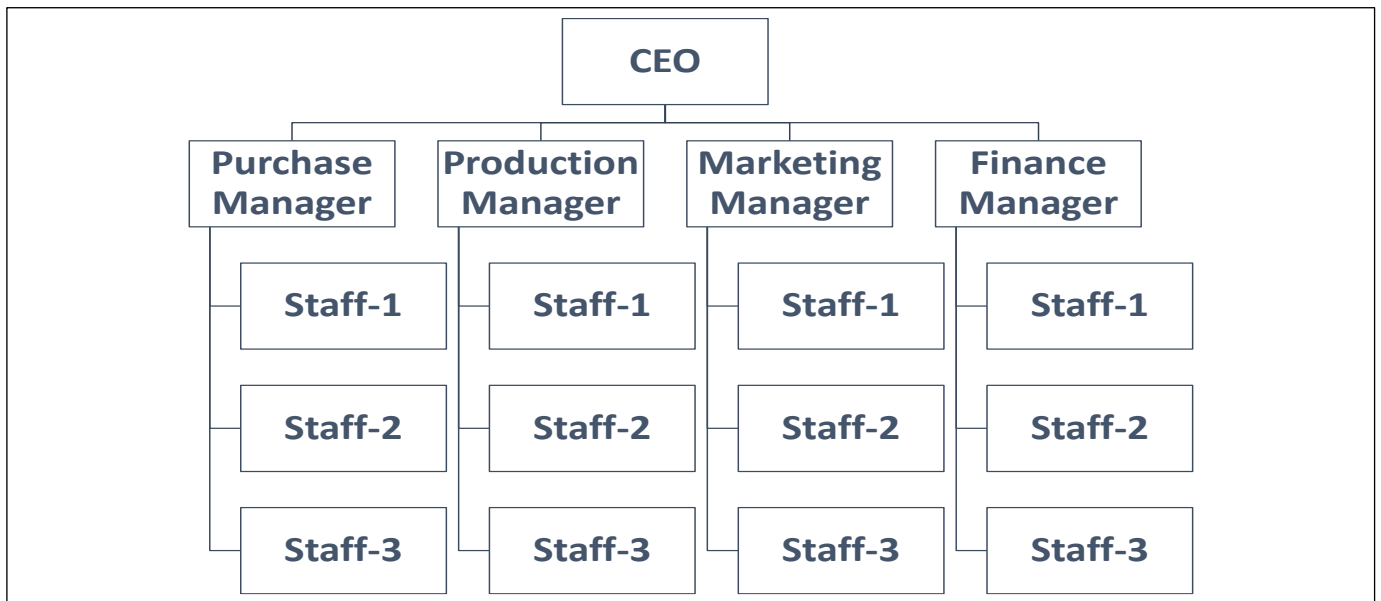 CEO
Purchase
Manager
Production
Manager
Marketing
Manager
Finance
Manager
Staff-1
Staff-1
Staff-1
Staff-1
Staff-2
Staff-2
Staff-2
Staff-2
Staff-3
Staff-3
Staff-3
Staff-3